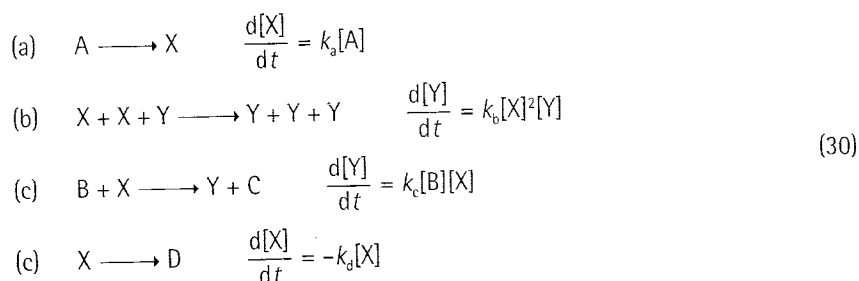 (a) A ⟶ X d[X]/dt = kₐ[A]
(b) X + X + Y ⟶ Y + Y + Y d[Y]/dt = k_b[X]²[Y]
(30)
(c) B + X ⟶ Y + C d[Y]/dt = k_c[B][X]
(c) X ⟶ D d[X]/dt = –k_d[X]